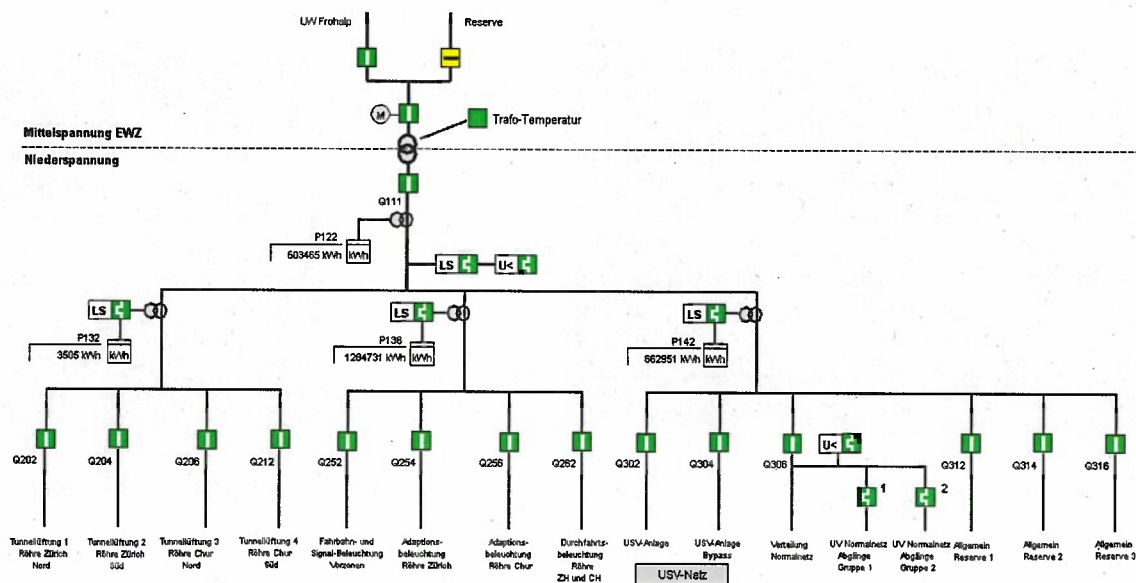 UW Frohalp
Reserve
M
Trafo-Temperatur
Mittelspannung EWZ
Niederspannung
Q111
P122
603465 kWh
kWh
LS
U<
LS
P132
3505 kWh
kWh
LS
P136
1284731 kWh
kWh
LS
P142
662951 kWh
kWh
Q202
Q204
Q206
Q212
Q252
Q254
Q256
Q262
Q302
Q304
Q306
U<
Q312
Q314
Q316
1
2
Tunnellüftung 1
Röhre Zürich
Nord
Tunnellüftung 2
Röhre Zürich
Süd
Tunnellüftung 3
Röhre Chur
Nord
Tunnellüftung 4
Röhre Chur
Süd
Fahrbahn- und
Signal-Beleuchtung
Vorzonen
Adaptions-
beleuchtung
Röhre Zürich
Adaptions-
beleuchtung
Röhre Chur
Durchfahrts-
beleuchtung
Röhre
ZH und CH
USV-Anlage
USV-Anlage
Bypass
Verteilung
Normalnetz
UV Normalnetz
Abgänge
Gruppe 1
UV Normalnetz
Abgänge
Gruppe 2
Allgemein
Reserve 1
Allgemein
Reserve 2
Allgemein
Reserve 3
USV-Netz